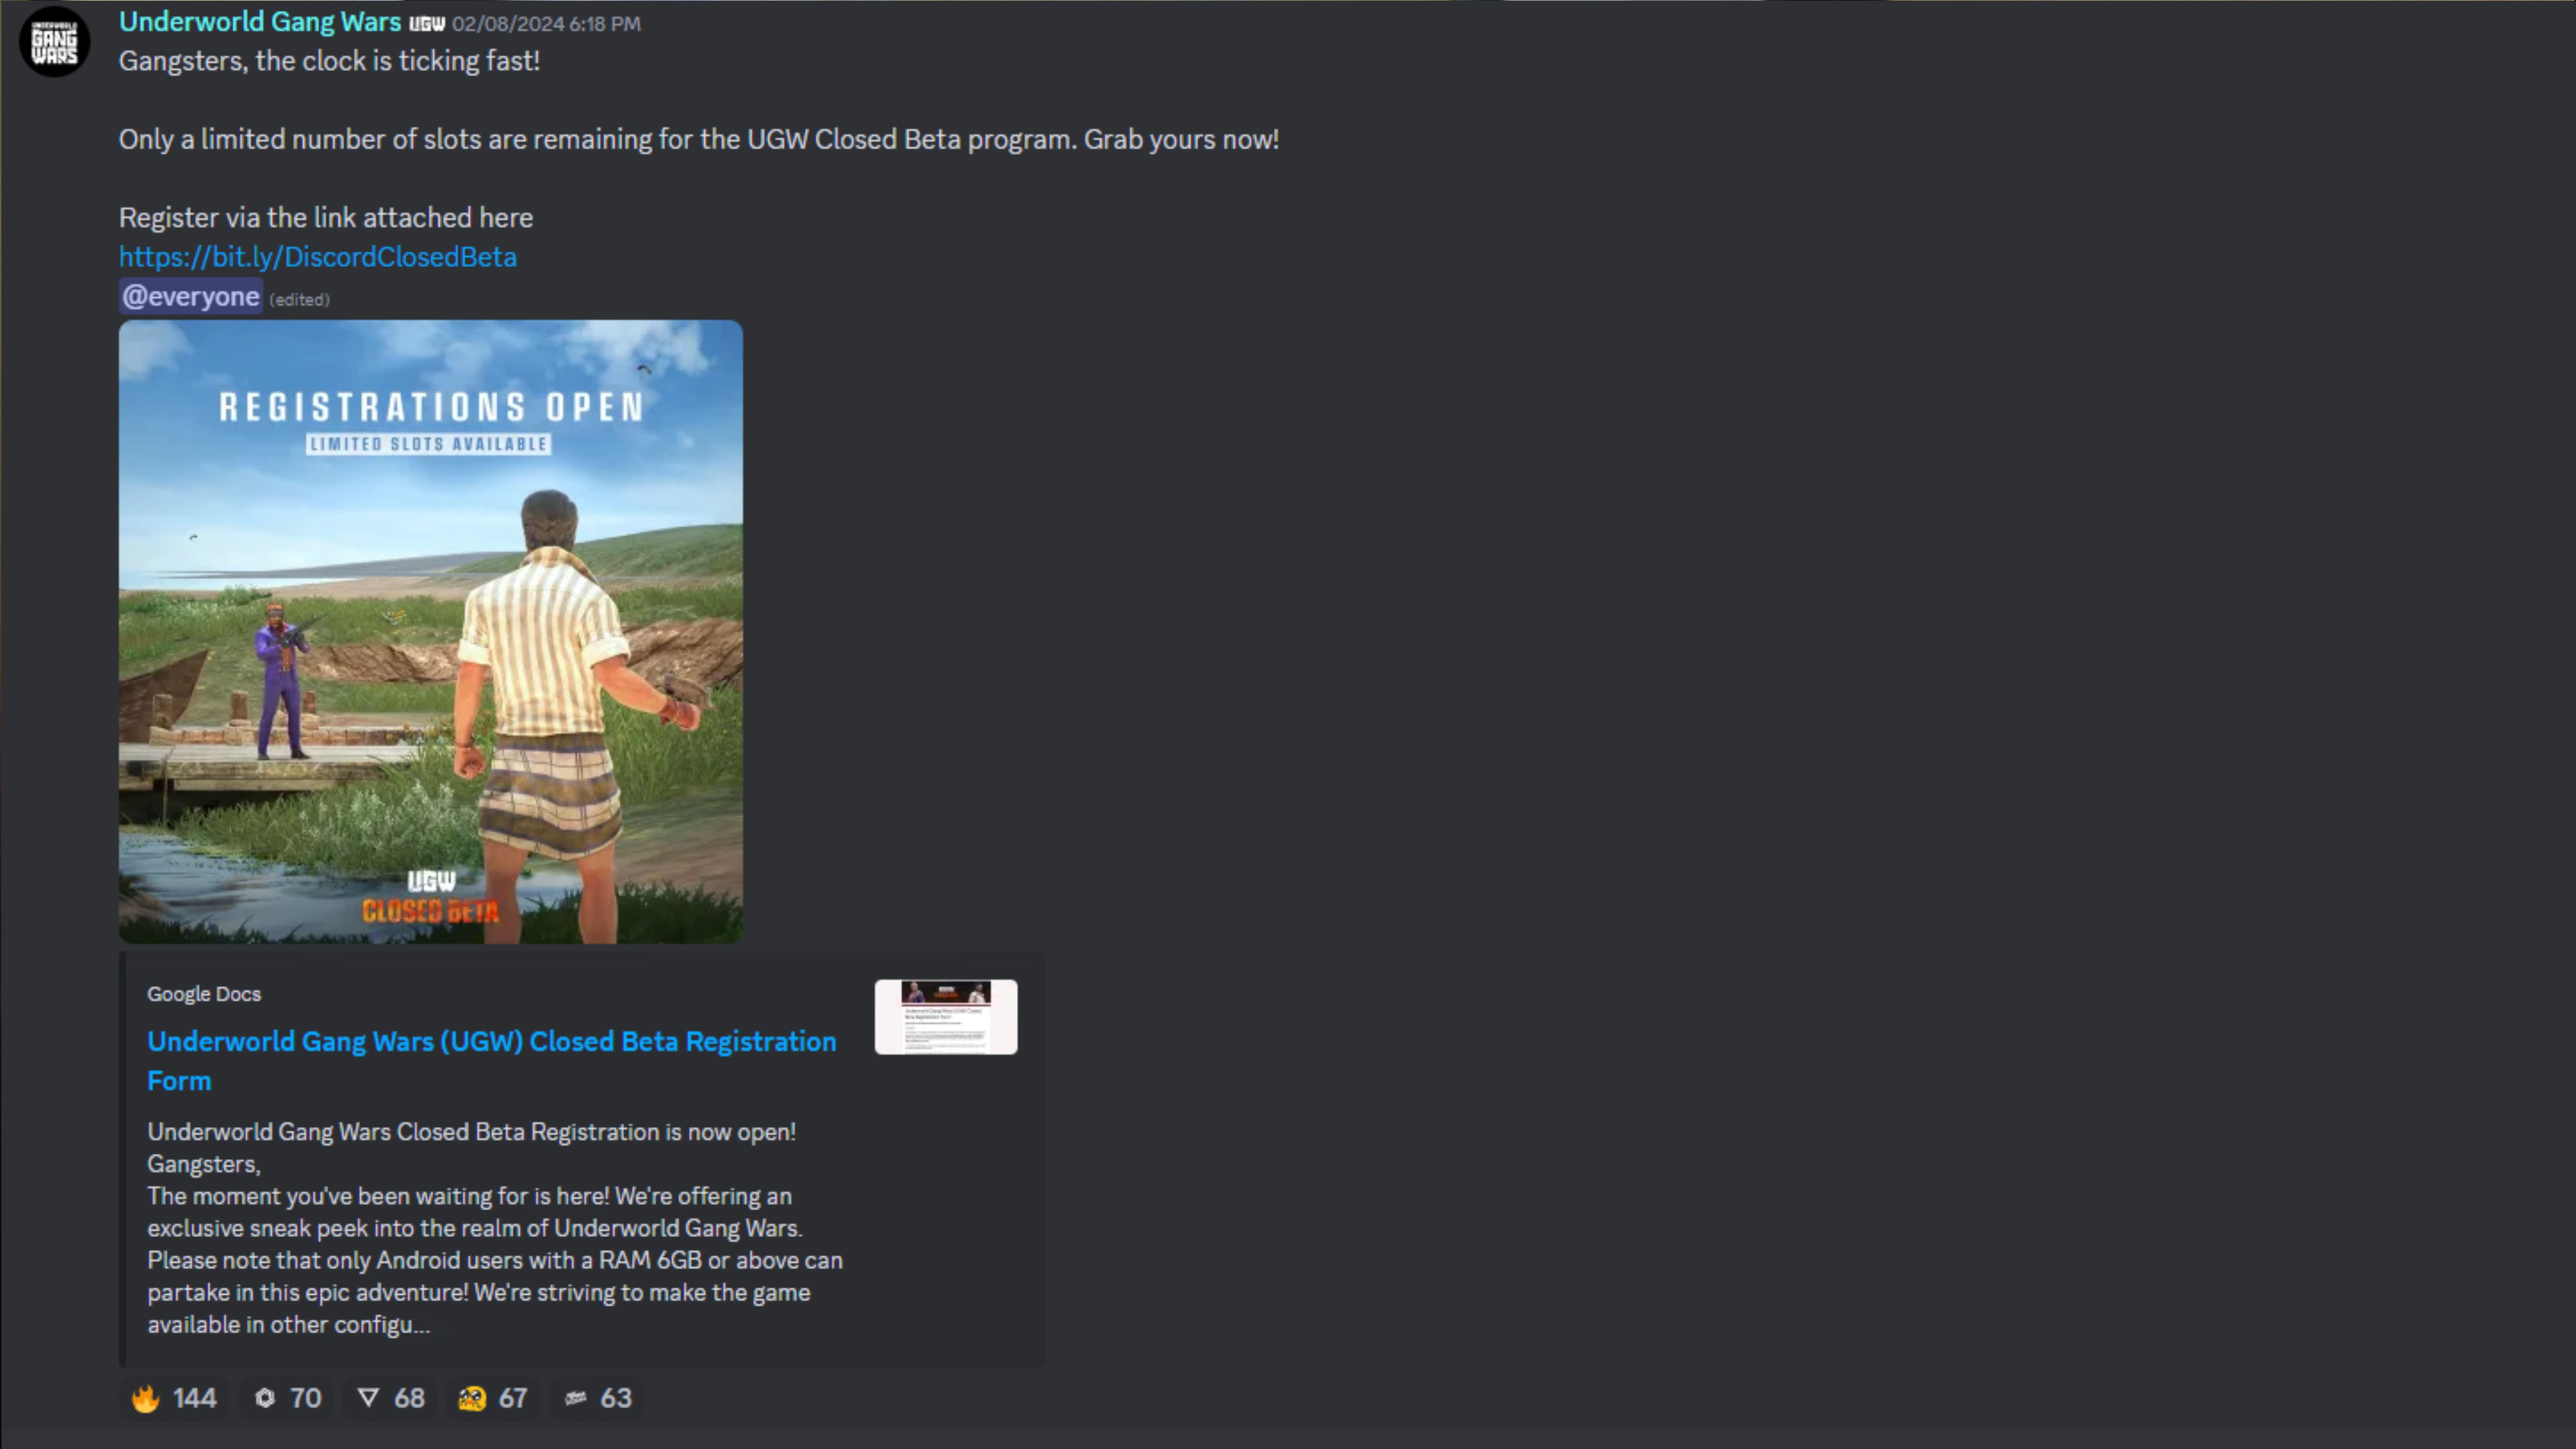 UNDERWORLD
GANG
WARS
Underworld Gang Wars UGW 02/08/2024 6:18 PM
Gangsters, the clock is ticking fast!
Only a limited number of slots are remaining for the UGW Closed Beta program. Grab yours now!
Register via the link attached here
https://bit.ly/DiscordClosedBeta
@everyone (edited)
REGISTRATIONS OPEN
LIMITED SLOTS AVAILABLE
UGW
CLOSED BETA
Google Docs
Underworld Gang Wars (UGW) Closed Beta Registration
Form
Underworld Gang Wars Closed Beta Registration is now open!
Gangsters,
The moment you've been waiting for is here! We're offering an
exclusive sneak peek into the realm of Underworld Gang Wars.
Please note that only Android users with a RAM 6GB or above can
partake in this epic adventure! We're striving to make the game
available in other configu...
144 70 68 67 63